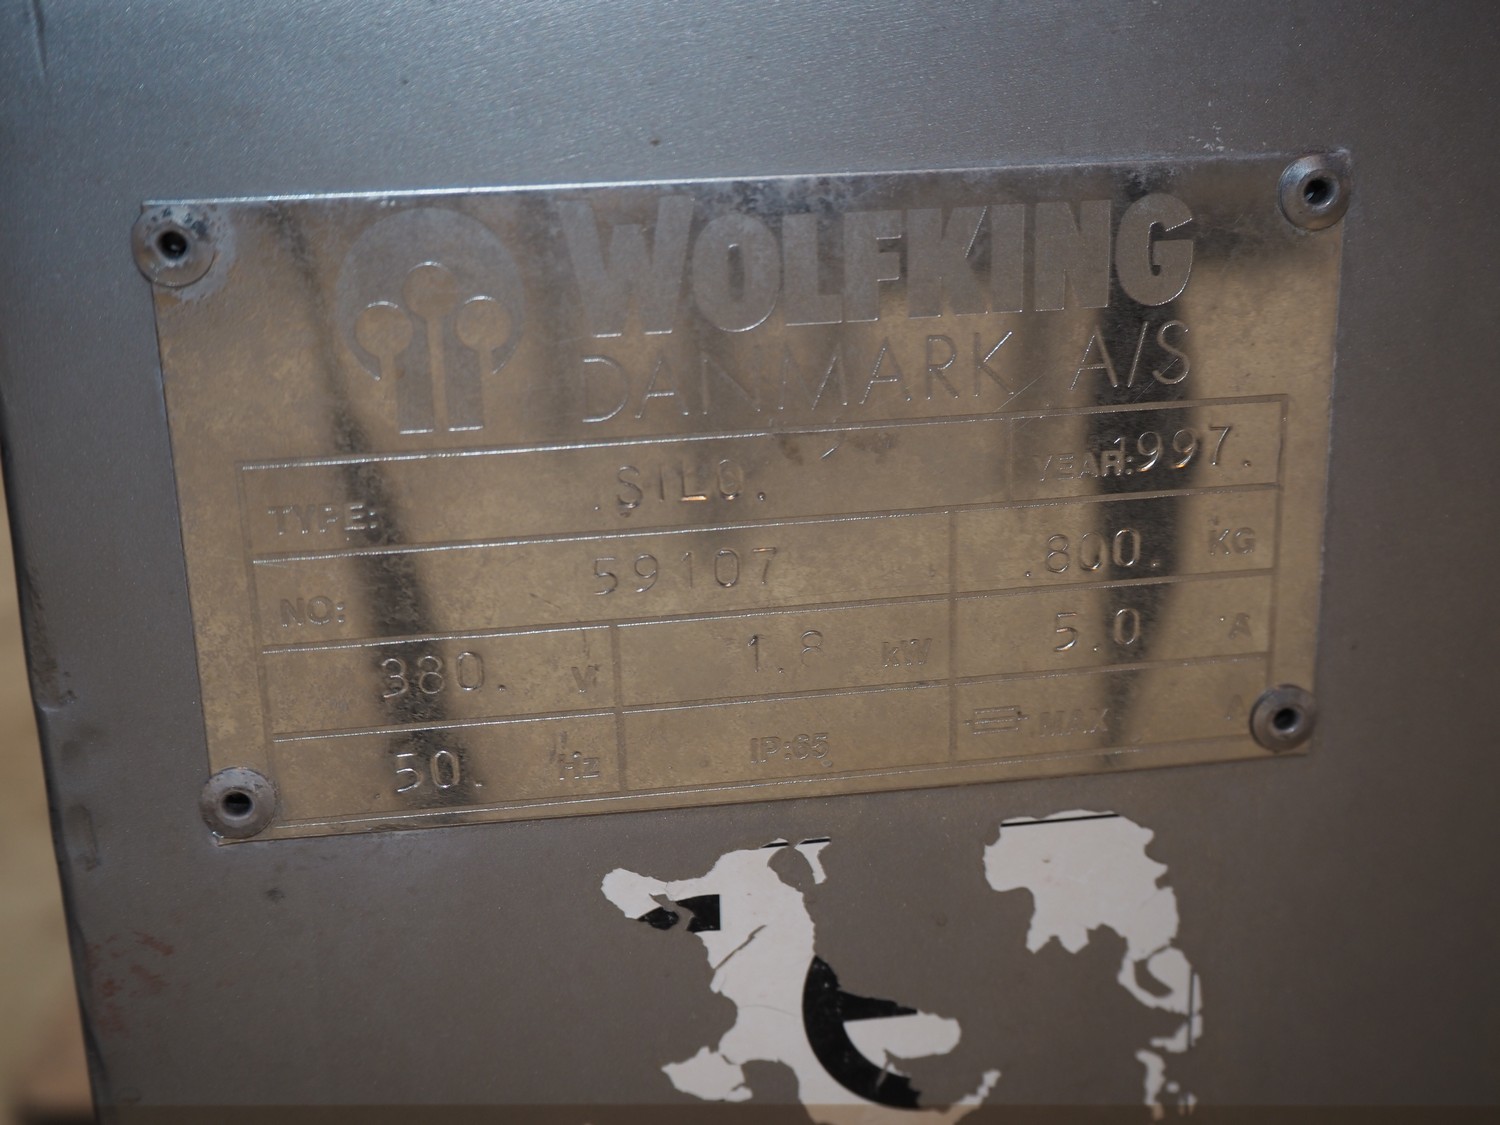 WOLFKING
DANMARK A/S
TYPE: .SILO. YEAR:1997.
NO: 59107 .800. KG
.380. V 1.8 kW 5.0 A
.50. Hz IP:65 MAX A